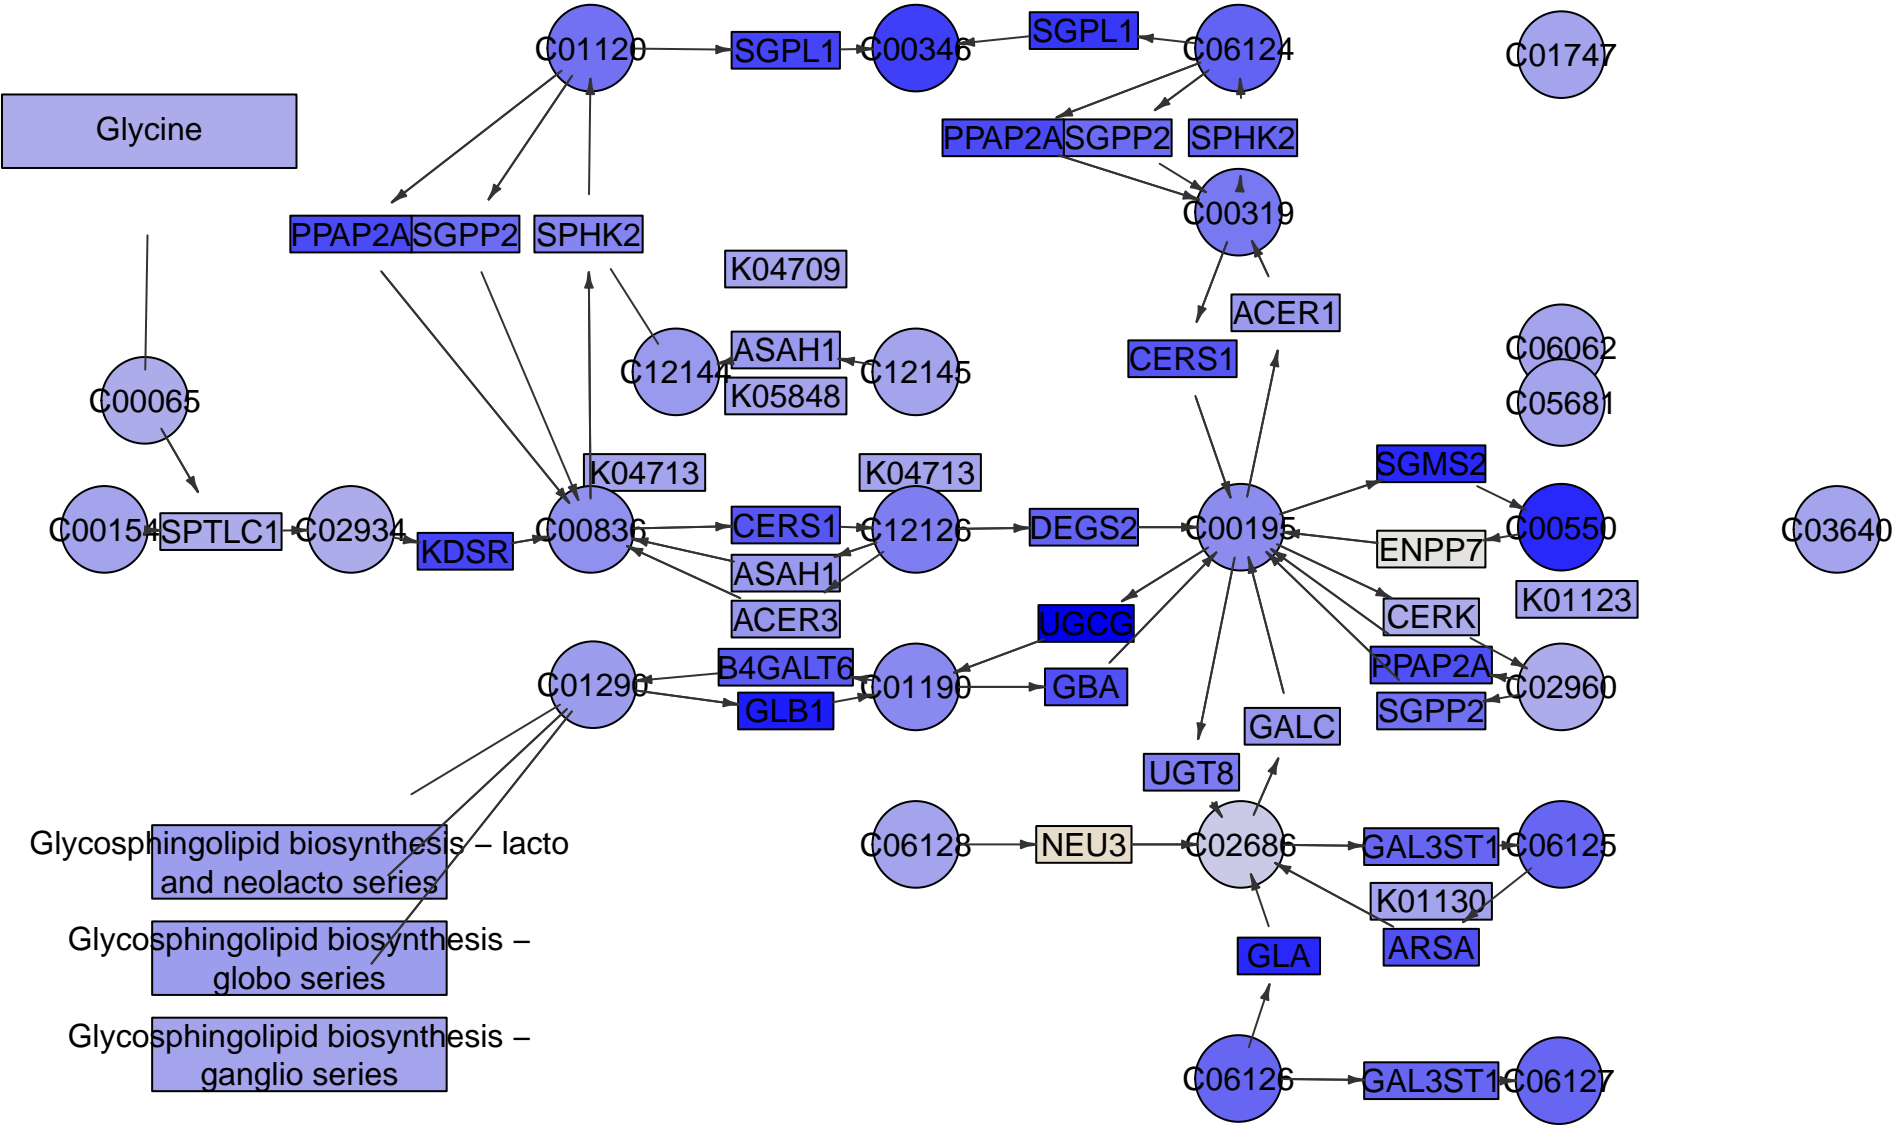 C01120
SGPL1
C00346
SGPL1
C06124
C01747
Glycine
PPAP2A
SGPP2
SPHK2
PPAP2A
SGPP2
SPHK2
C00319
K04709
ACER1
C12144
ASAH1
K05848
C12145
CERS1
C06062
C05681
C00065
K04713
K04713
SGMS2
C00154
SPTLC1
C02934
KDSR
C00836
CERS1
C12126
DEGS2
C00195
C00550
C03640
ENPP7
ASAH1
ACER3
UGCG
CERK
K01123
C01290
B4GALT6
GLB1
C01190
GBA
PPAP2A
SGPP2
C02960
GALC
UGT8
Glycosphingolipid biosynthesis – lacto
and neolacto series
C06128
NEU3
C02686
GAL3ST1
C06125
K01130
ARSA
Glycosphingolipid biosynthesis –
globo series
GLA
Glycosphingolipid biosynthesis –
ganglio series
C06126
GAL3ST1
C06127